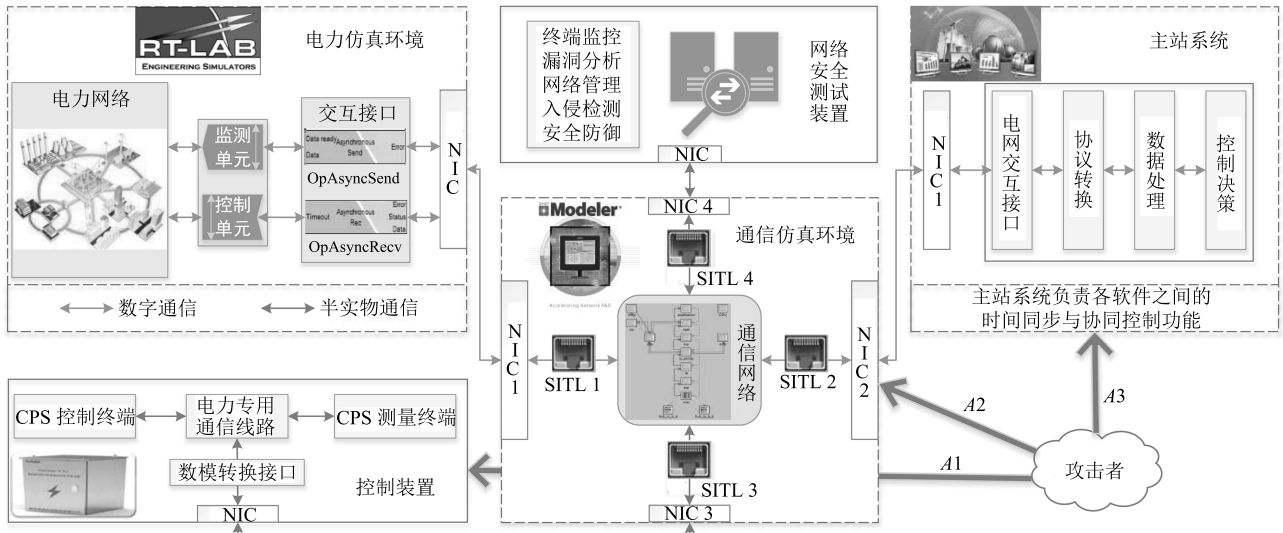 RT-LAB
ENGINEERING SIMULATORS
电力仿真环境
电力网络
监测
单元
控制
单元
交互接口
Data ready
Data
Asynchronous
Send
Error
OpAsyncSend
Timeout
Asynchronous
Rec
Error
Status
Data
OpAsyncRecv
NIC
数字通信
半实物通信
终端监控
漏洞分析
网络管理
入侵检测
安全防御
网络
安全
测试
装置
NIC
主站系统
NIC1
电网交互接口
协议转换
数据处理
控制决策
主站系统负责各软件之间的
时间同步与协同控制功能
Modeler
Accelerating Network R&D
通信仿真环境
NIC 4
SITL 4
NIC1
SITL 1
通信网络
SITL 2
NIC2
SITL 3
NIC 3
CPS 控制终端
电力专用
通信线路
CPS 测量终端
数模转换接口
控制装置
NIC
A1
A2
A3
攻击者